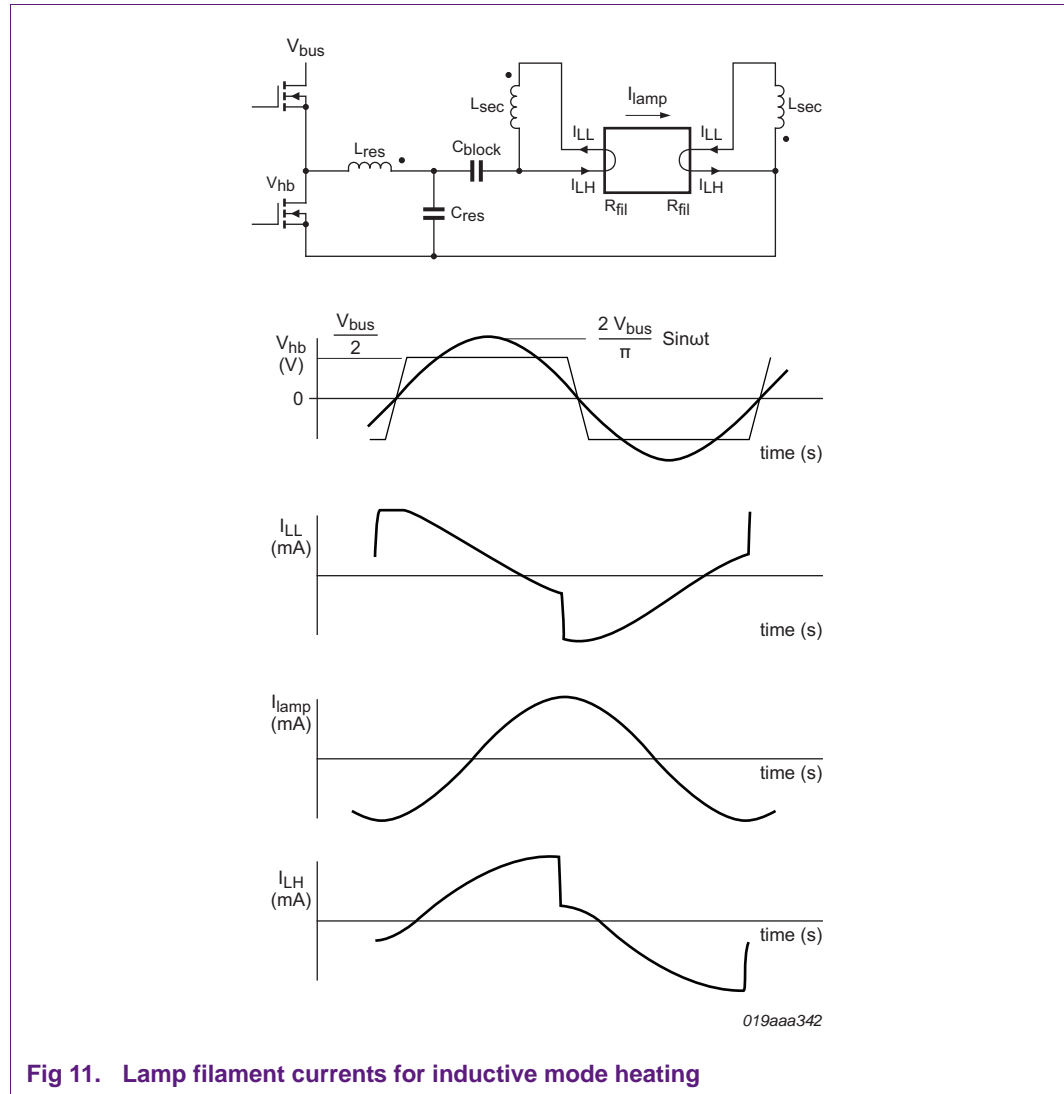 V_bus
L_sec
I_lamp
L_sec
L_res
C_block
I_LL
I_LL
V_hb
I_LH
I_LH
C_res
R_fil
R_fil
V_bus
2
2 V_bus
π
Sinωt
V_hb
(V)
0
time (s)
I_LL
(mA)
time (s)
I_lamp
(mA)
time (s)
I_LH
(mA)
time (s)
019aaa342
Fig 11. Lamp filament currents for inductive mode heating